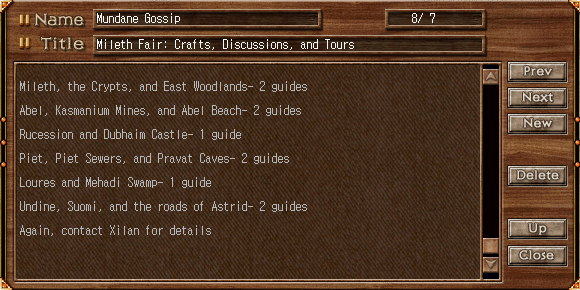 Name Mundane Gossip 8/ 7
Title Mileth Fair: Crafts, Discussions, and Tours
Prev
Next
New
Delete
Up
Close
Mileth, the Crypts, and East Woodlands- 2 guides
Abel, Kasmanium Mines, and Abel Beach- 2 guides
Rucession and Dubhaim Castle- 1 guide
Piet, Piet Sewers, and Pravat Caves- 2 guides
Loures and Mehadi Swamp- 1 guide
Undine, Suomi, and the roads of Astrid- 2 guides
Again, contact Xilan for details